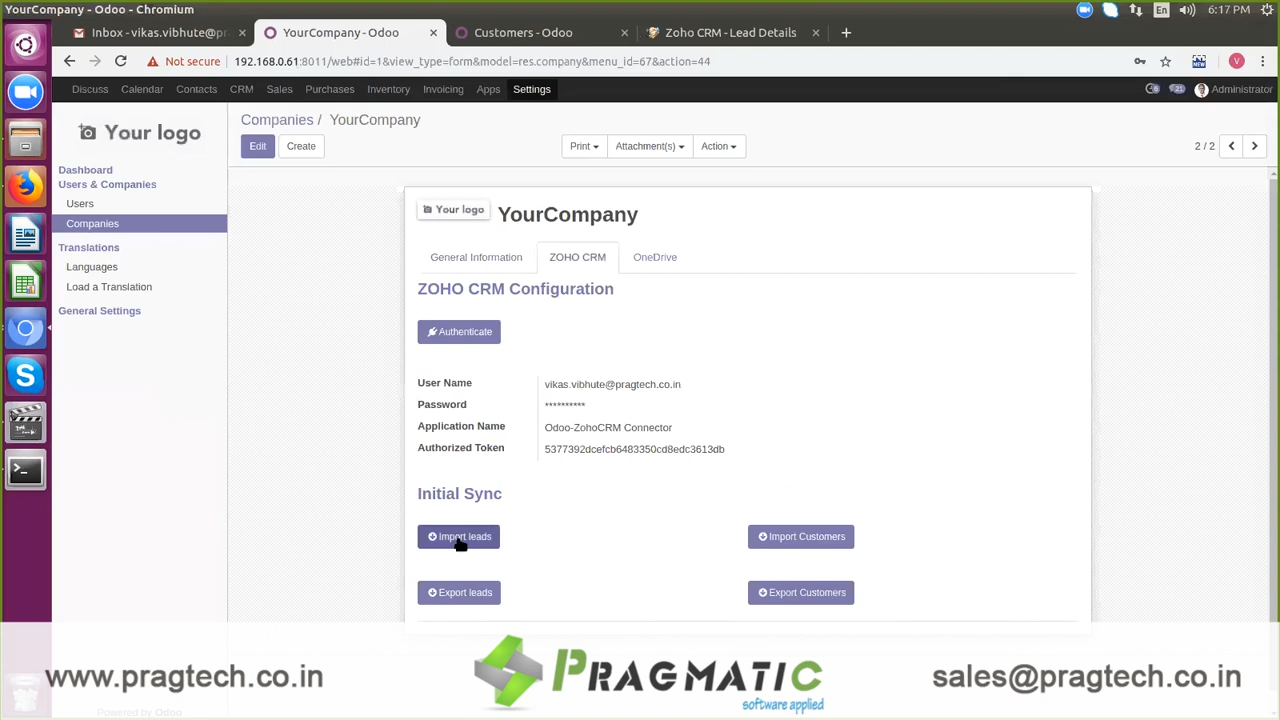 YourCompany - Odoo - Chromium
En
6:17 PM
Inbox - vikas.vibhute@pr
YourCompany - Odoo
Customers - Odoo
Zoho CRM - Lead Details
Not secure
192.168.0.61:8011/web#id=1&view_type=form&model=res.company&menu_id=67&action=44
NEW
V
Discuss
Calendar
Contacts
CRM
Sales
Purchases
Inventory
Invoicing
Apps
Settings
Administrator
Your logo
Companies / YourCompany
Edit
Create
Print
Attachment(s)
Action
2 / 2
Dashboard
Users & Companies
Users
Companies
Translations
Languages
Load a Translation
General Settings
Your logo
YourCompany
General Information
ZOHO CRM
OneDrive
ZOHO CRM Configuration
Authenticate
User Name vikas.vibhute@pragtech.co.in
Password **********
Application Name Odoo-ZohoCRM Connector
Authorized Token 5377392dcefcb6483350cd8edc3613db
Initial Sync
Import leads
Import Customers
Export leads
Export Customers
www.pragtech.co.in
PRAGMATIC
software applied
sales@pragtech.co.in
Powered by Odoo